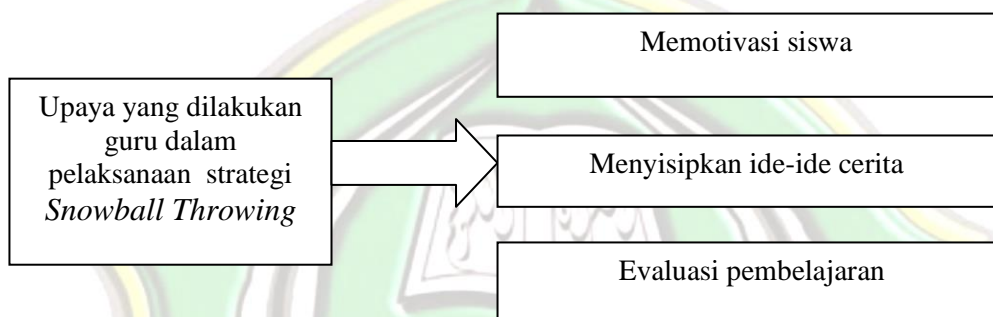 Upaya yang dilakukan
guru dalam
pelaksanaan strategi
Snowball Throwing
Memotivasi siswa
Menyisipkan ide-ide cerita
Evaluasi pembelajaran